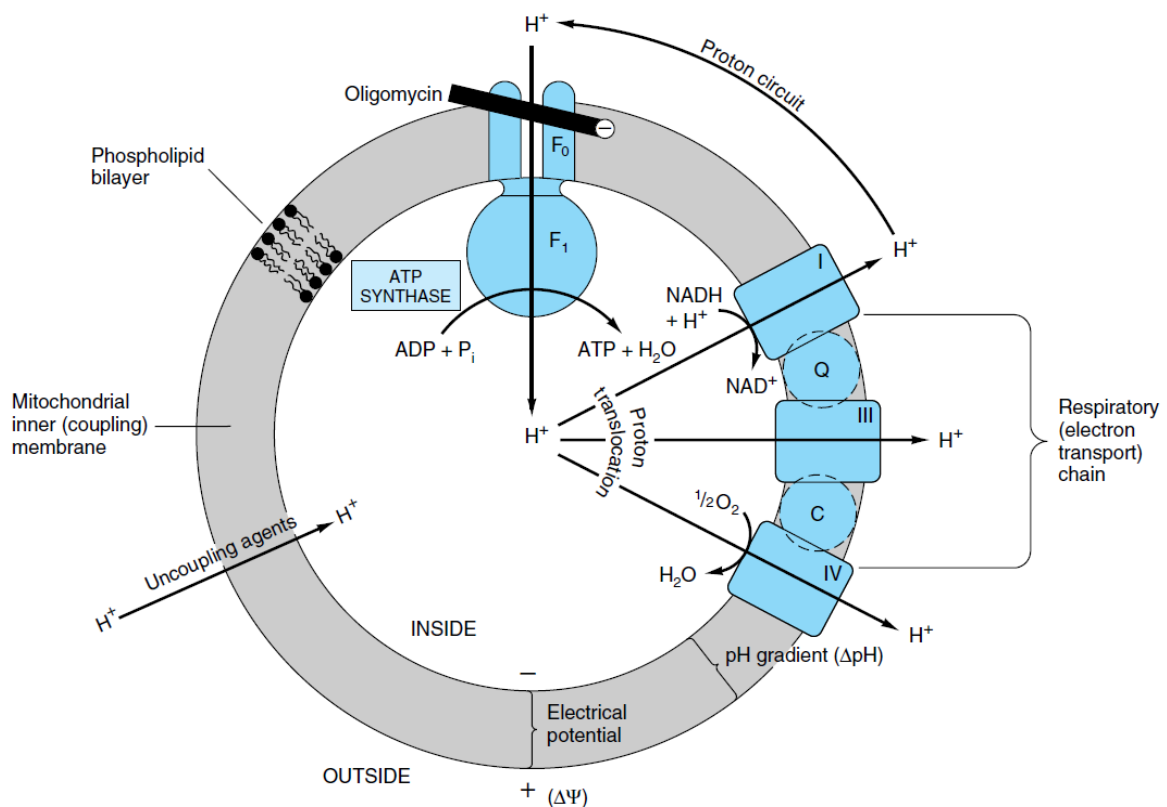 H⁺
Proton circuit
Oligomycin
−
F₀
Phospholipid
bilayer
F₁
H⁺
I
ATP
SYNTHASE
NADH
+ H⁺
ADP + Pᵢ
ATP + H₂O
NAD⁺
Q
Mitochondrial
inner (coupling)
membrane
H⁺
Proton
translocation
III
H⁺
Respiratory
(electron
transport)
chain
½O₂
C
H⁺
Uncoupling agents
H⁺
H₂O
IV
H⁺
INSIDE
pH gradient (ΔpH)
−
Electrical
potential
OUTSIDE
+ (ΔΨ)